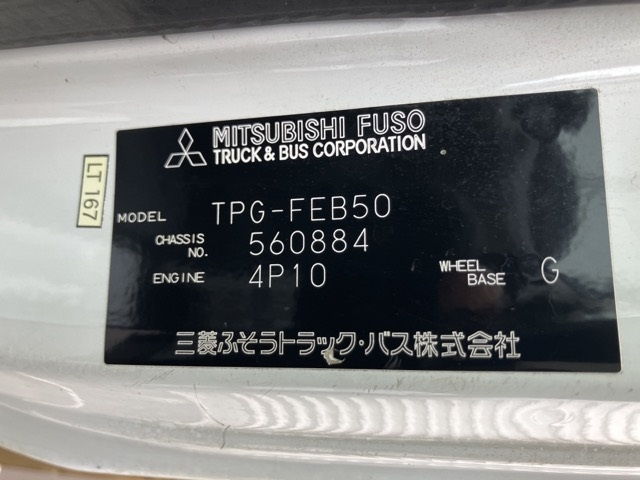 MITSUBISHI FUSO
TRUCK & BUS CORPORATION
LT 167
MODEL TPG-FEB50
CHASSIS NO. 560884
ENGINE 4P10 WHEEL BASE G
三菱ふそうトラック・バス株式会社